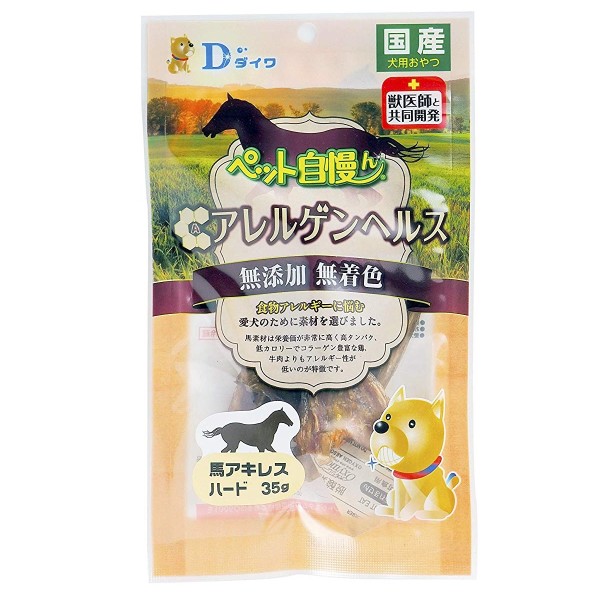 D ダイワ
国産
犬用おやつ
獣医師と
共同開発
ペット自慢ん
A アレルゲンヘルス
無添加 無着色
食物アレルギーに悩む
愛犬のために素材を選びました。
馬素材は栄養価が非常に高く高タンパク、
低カロリーでコラーゲン豊富な鶏、
牛肉よりもアレルギー性が
低いのが特徴です。
馬アキレス
ハード 35g